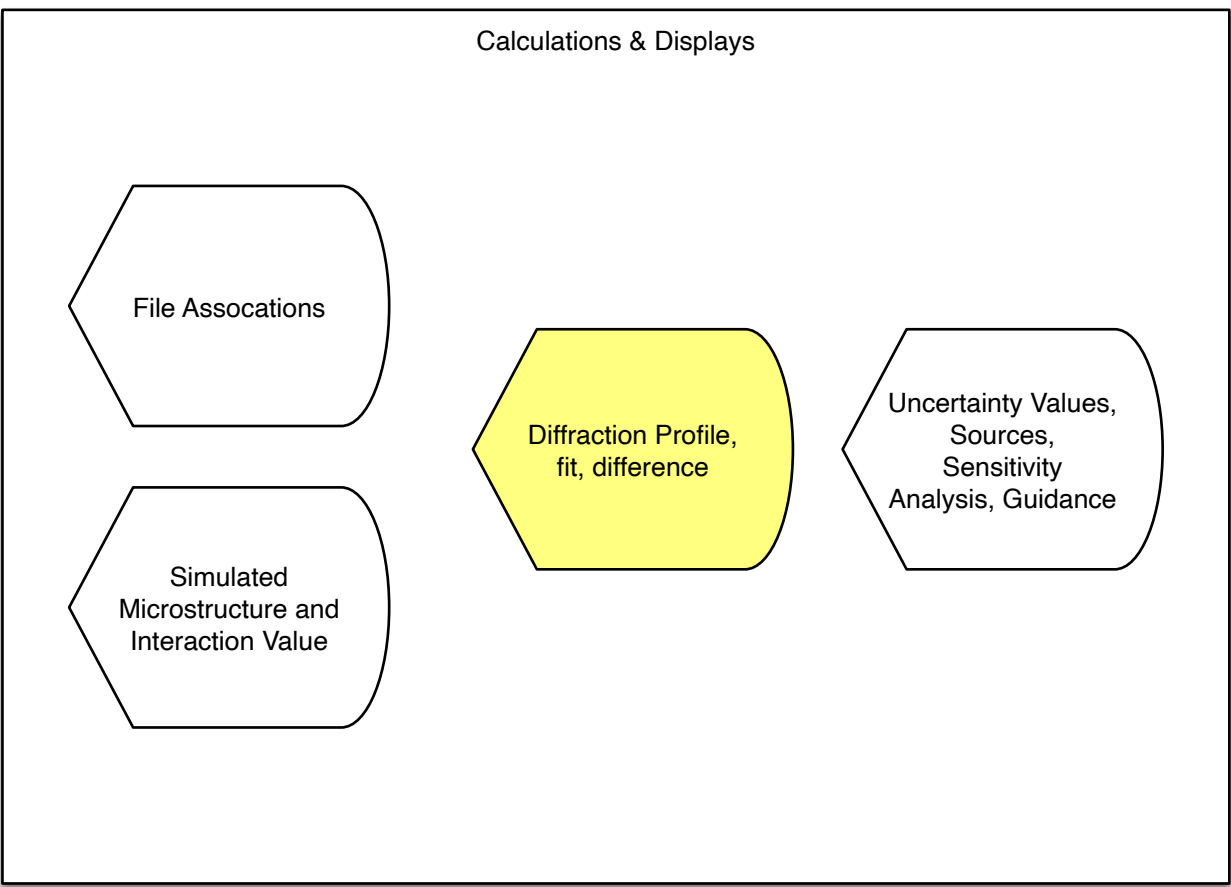 Calculations & Displays
File Assocations
Simulated
Microstructure and
Interaction Value
Diffraction Profile,
fit, difference
Uncertainty Values,
Sources,
Sensitivity
Analysis, Guidance